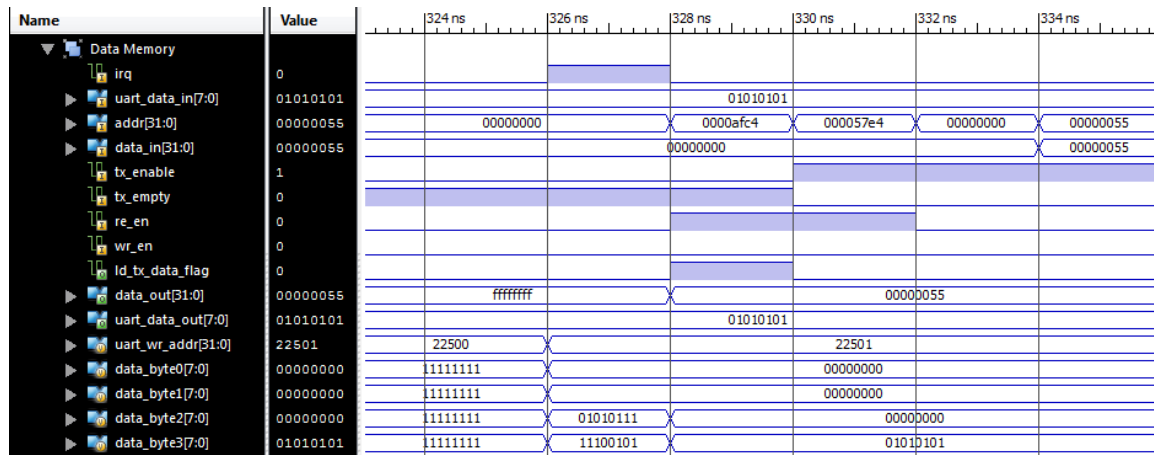 Name Value 324 ns 326 ns 328 ns 330 ns 332 ns 334 ns
Data Memory
irq 0
uart_data_in[7:0] 01010101 01010101
addr[31:0] 00000055 00000000 0000afc4 000057e4 00000000 00000055
data_in[31:0] 00000055 00000000 00000055
tx_enable 1
tx_empty 0
re_en 0
wr_en 0
ld_tx_data_flag 0
data_out[31:0] 00000055 ffffffff 00000055
uart_data_out[7:0] 01010101 01010101
uart_wr_addr[31:0] 22501 22500 22501
data_byte0[7:0] 00000000 11111111 00000000
data_byte1[7:0] 00000000 11111111 00000000
data_byte2[7:0] 00000000 11111111 01010111 00000000
data_byte3[7:0] 01010101 11111111 11100101 01010101